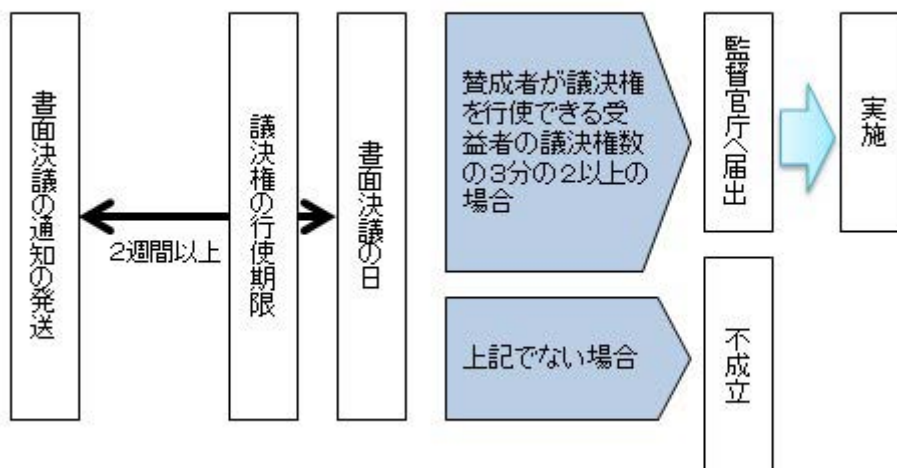 書面決議の通知の発送
2週間以上
議決権の行使期限
書面決議の日
賛成者が議決権
を行使できる受
益者の議決権数
の3分の2以上の
場合
監督官庁へ届出
実施
上記でない場合
不成立